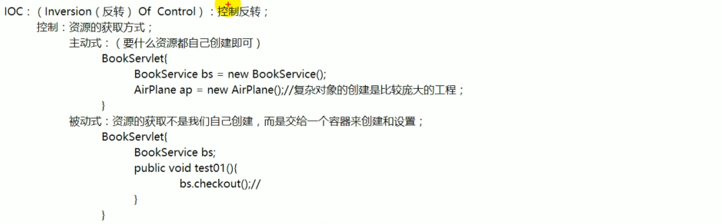 IOC：（Inversion（反转）Of Control）：控制反转；
控制：资源的获取方式；
主动式：（要什么资源都自己创建即可）
BookServlet{
BookService bs = new BookService();
AirPlane ap = new AirPlane();//复杂对象的创建是比较庞大的工程；
}
被动式：资源的获取不是我们自己创建，而是交给一个容器来创建和设置；
BookServlet{
BookService bs;
public void test01(){
bs.checkout();//
}
}